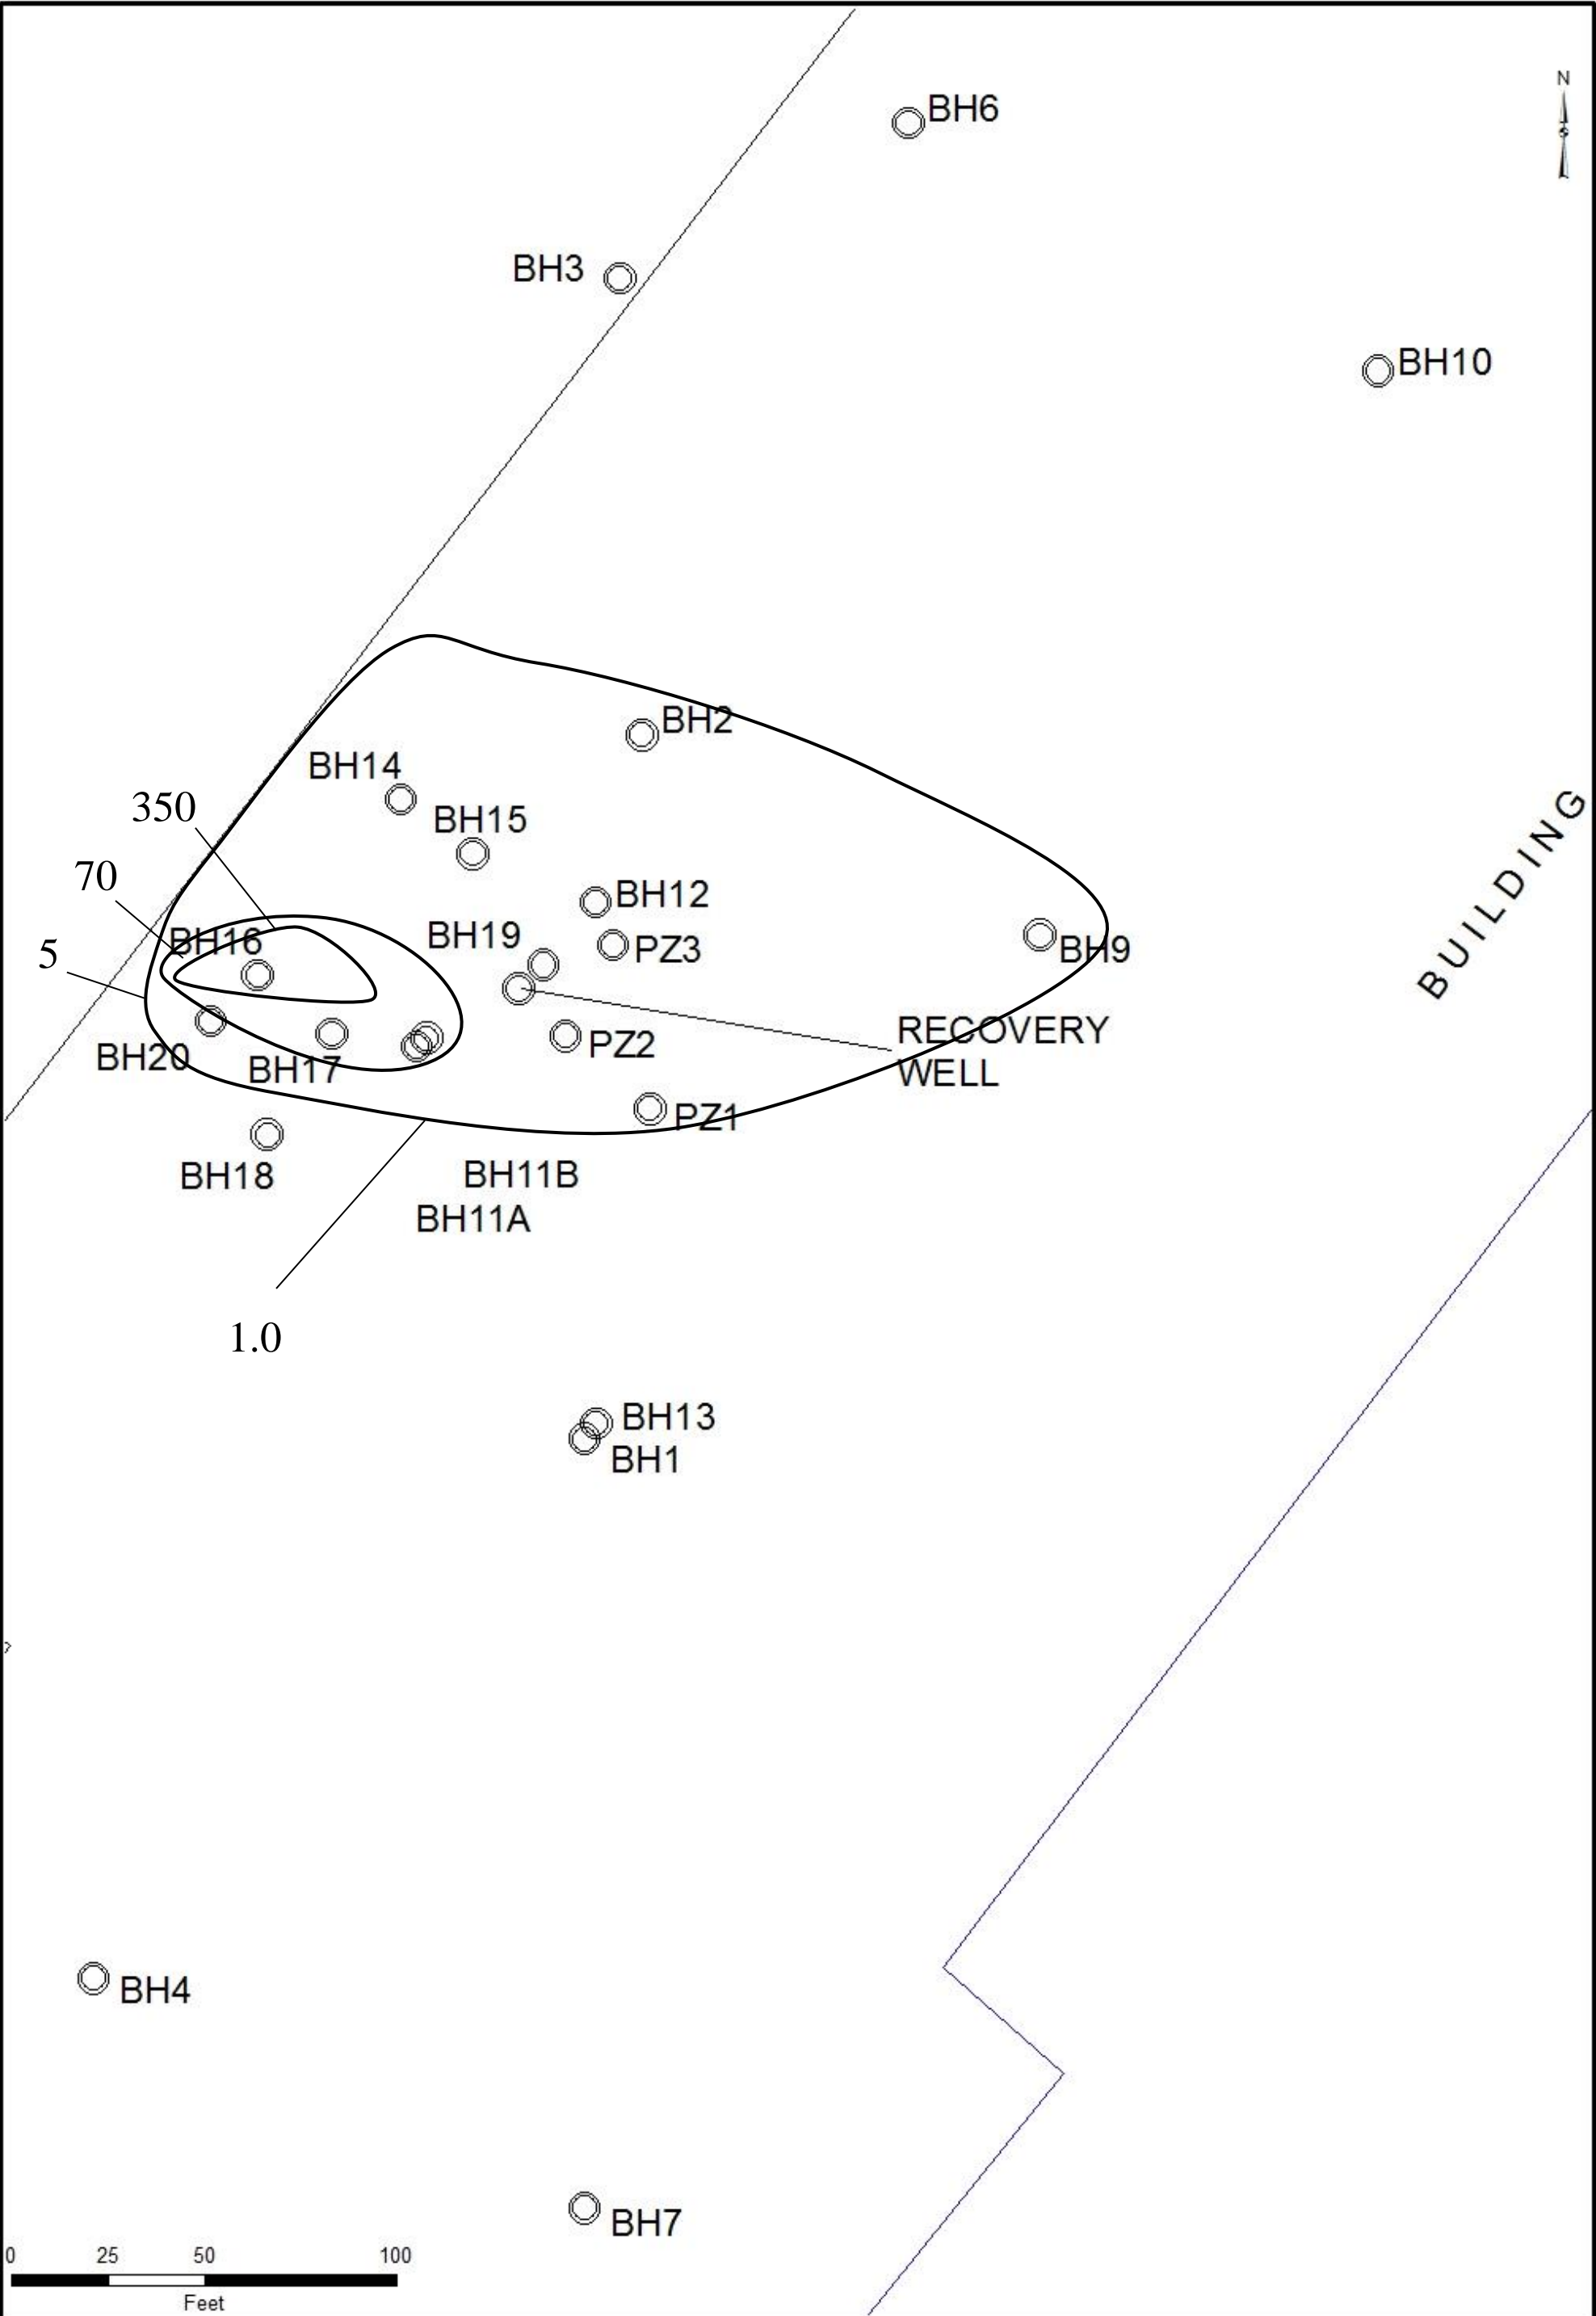 N
BH6
BH3
BH10
BH2
BH14
350
BH15
70
BH12
BUILDING
BH16
BH19
PZ3
5
BH9
RECOVERY
WELL
PZ2
BH20
BH17
PZ1
BH18
BH11B
BH11A
1.0
BH13
BH1
BH4
BH7
0 25 50 100
Feet